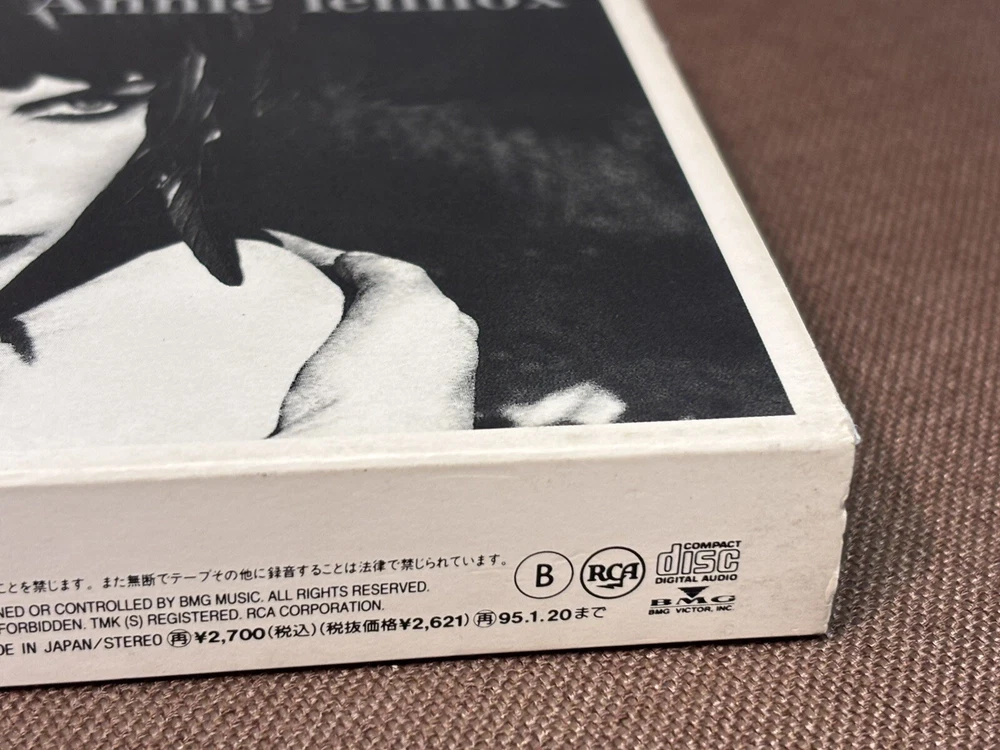 Annie lennox
ことを禁じます。また無断でテープその他に録音することは法律で禁じられています。
NED OR CONTROLLED BY BMG MUSIC. ALL RIGHTS RESERVED.
FORBIDDEN. TMK (S) REGISTERED. RCA CORPORATION.
DE IN JAPAN/STEREO 再 ¥2,700(税込)(税抜価格¥2,621) 再 95.1.20まで
B
RCA
COMPACT
disc
DIGITAL AUDIO
BMG
BMG VICTOR, INC.